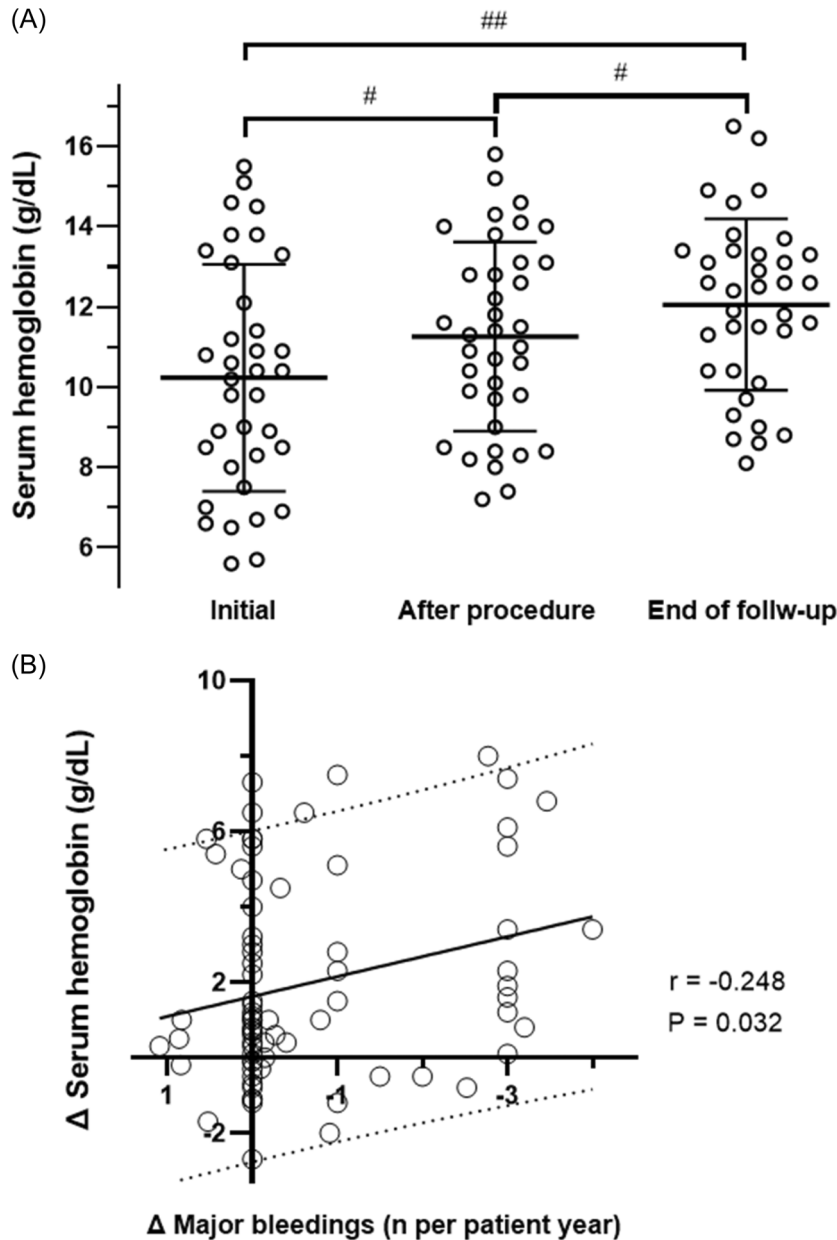 (A)
##
#
#
Serum hemoglobin (g/dL)
16
14
12
10
8
6
Initial
After procedure
End of follw-up
(B)
Δ Serum hemoglobin (g/dL)
10
6
2
-2
1
-1
-3
r = -0.248
P = 0.032
Δ Major bleedings (n per patient year)